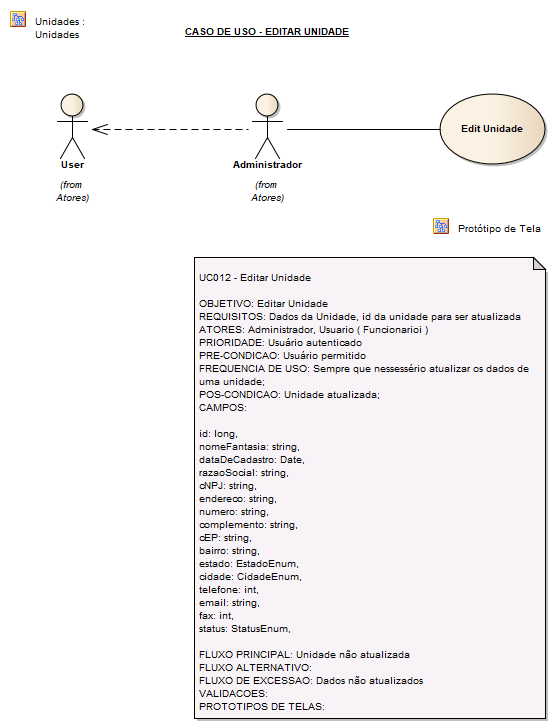 Unidades :
Unidades
CASO DE USO - EDITAR UNIDADE
User
(from
Atores)
Administrador
(from
Atores)
Edit Unidade
Protótipo de Tela
UC012 - Editar Unidade
OBJETIVO: Editar Unidade
REQUISITOS: Dados da Unidade, id da unidade para ser atualizada
ATORES: Administrador, Usuario ( Funcionarioi )
PRIORIDADE: Usuário autenticado
PRE-CONDICAO: Usuário permitido
FREQUENCIA DE USO: Sempre que nessessério atualizar os dados de
uma unidade;
POS-CONDICAO: Unidade atualizada;
CAMPOS:
id: long,
nomeFantasia: string,
dataDeCadastro: Date,
razaoSocial: string,
cNPJ: string,
endereco: string,
numero: string,
complemento: string,
cEP: string,
bairro: string,
estado: EstadoEnum,
cidade: CidadeEnum,
telefone: int,
email: string,
fax: int,
status: StatusEnum,
FLUXO PRINCIPAL: Unidade não atualizada
FLUXO ALTERNATIVO:
FLUXO DE EXCESSAO: Dados não atualizados
VALIDACOES:
PROTOTIPOS DE TELAS: